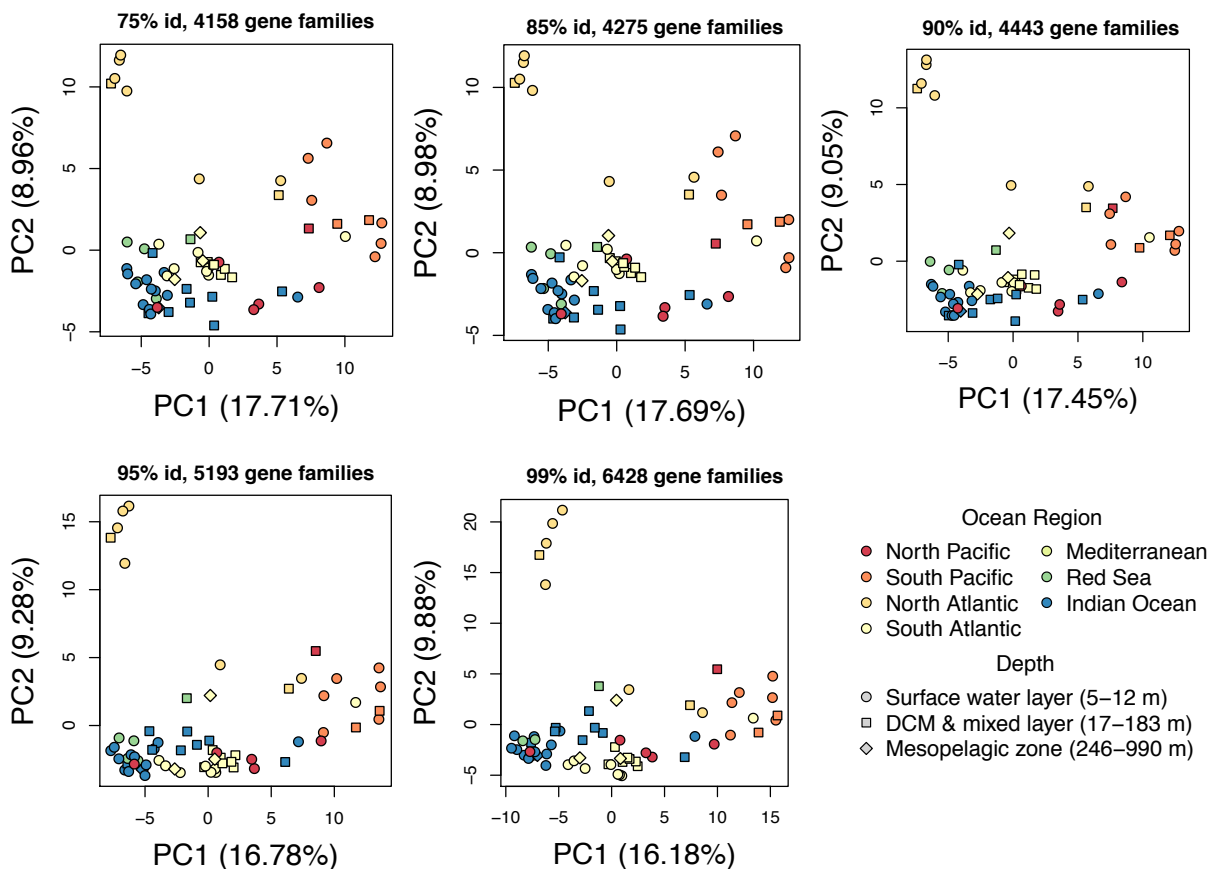 75% id, 4158 gene families
10
5
0
−5
PC2 (8.96%)
−5 0 5 10
PC1 (17.71%)
85% id, 4275 gene families
10
5
0
−5
PC2 (8.98%)
−5 0 5 10
PC1 (17.69%)
90% id, 4443 gene families
10
5
0
PC2 (9.05%)
−5 0 5 10
PC1 (17.45%)
95% id, 5193 gene families
15
10
5
0
PC2 (9.28%)
−5 0 5 10
PC1 (16.78%)
99% id, 6428 gene families
20
15
10
5
0
−5
PC2 (9.88%)
−10 −5 0 5 10 15
PC1 (16.18%)
Ocean Region
North Pacific
South Pacific
North Atlantic
South Atlantic
Mediterranean
Red Sea
Indian Ocean
Depth
Surface water layer (5−12 m)
DCM & mixed layer (17−183 m)
Mesopelagic zone (246−990 m)